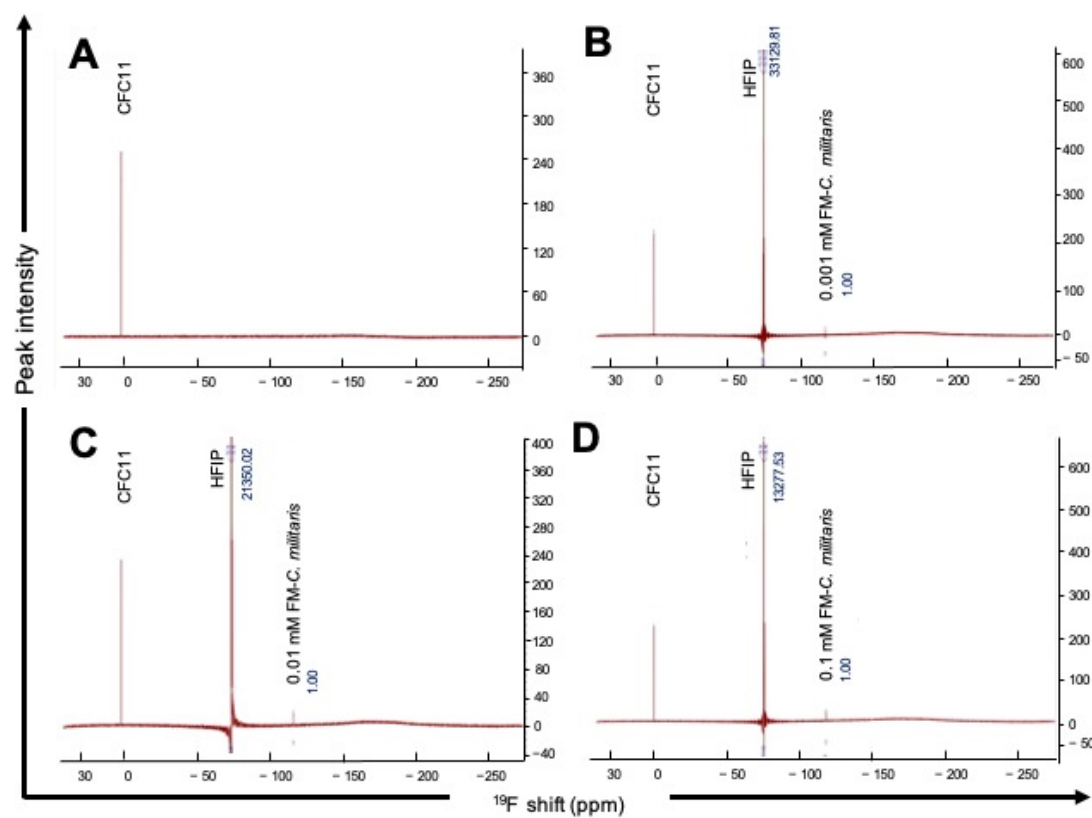 Peak intensity
A
CFC11
360
300
240
180
120
60
0
30 0 − 50 − 100 − 150 − 200 − 250
B
CFC11
HFIP
33129.81
0.001 mM FM-C. militaris
1.00
600
500
400
300
200
100
0
− 50
30 0 − 50 − 100 − 150 − 200 − 250
C
CFC11
HFIP
21350.02
0.01 mM FM-C. militaris
1.00
400
360
320
280
240
200
160
120
80
40
0
−40
30 0 − 50 − 100 − 150 − 200 −250
D
CFC11
HFIP
13277.53
0.1 mM FM-C. militaris
1.00
600
500
400
300
200
100
0
− 50
30 0 − 50 − 100 − 150 − 200 − 250
¹⁹F shift (ppm)